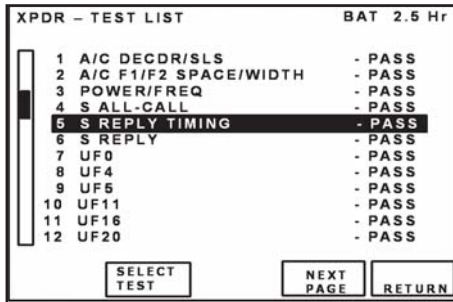 XPDR – TEST LIST BAT 2.5 Hr
1 A/C DECDR/SLS - PASS
2 A/C F1/F2 SPACE/WIDTH - PASS
3 POWER/FREQ - PASS
4 S ALL-CALL - PASS
5 S REPLY TIMING - PASS
6 S REPLY - PASS
7 UF0 - PASS
8 UF4 - PASS
9 UF5 - PASS
10 UF11 - PASS
11 UF16 - PASS
12 UF20 - PASS
SELECT TEST
NEXT PAGE
RETURN